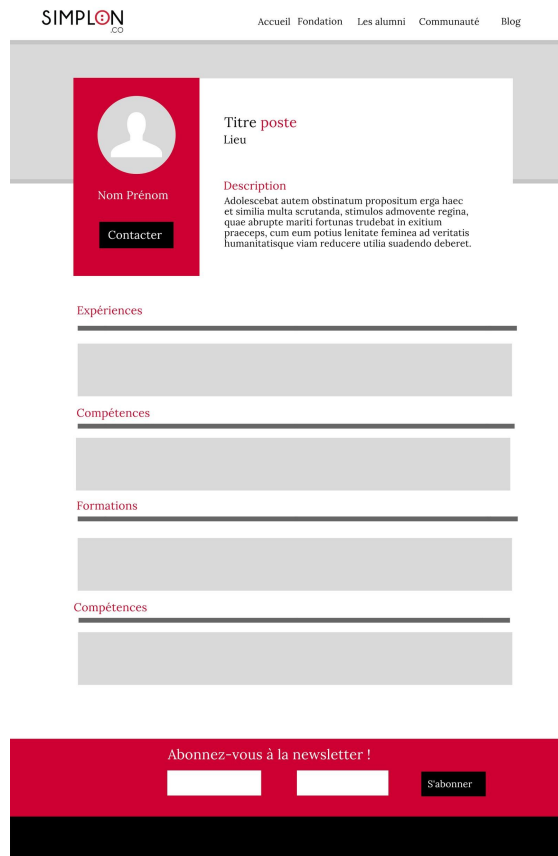 SIMPLON
.CO
Accueil Fondation Les alumni Communauté Blog
Titre poste
Lieu
Nom Prénom
Contacter
Description
Adolescebat autem obstinatum propositum erga haec
et similia multa scrutanda, stimulos admovente regina,
quae abrupte mariti fortunas trudebat in exitium
praeceps, cum eum potius lenitate feminea ad veritatis
humanitatisque viam reducere utilia suadendo deberet.
Expériences
Compétences
Formations
Compétences
Abonnez-vous à la newsletter !
S'abonner